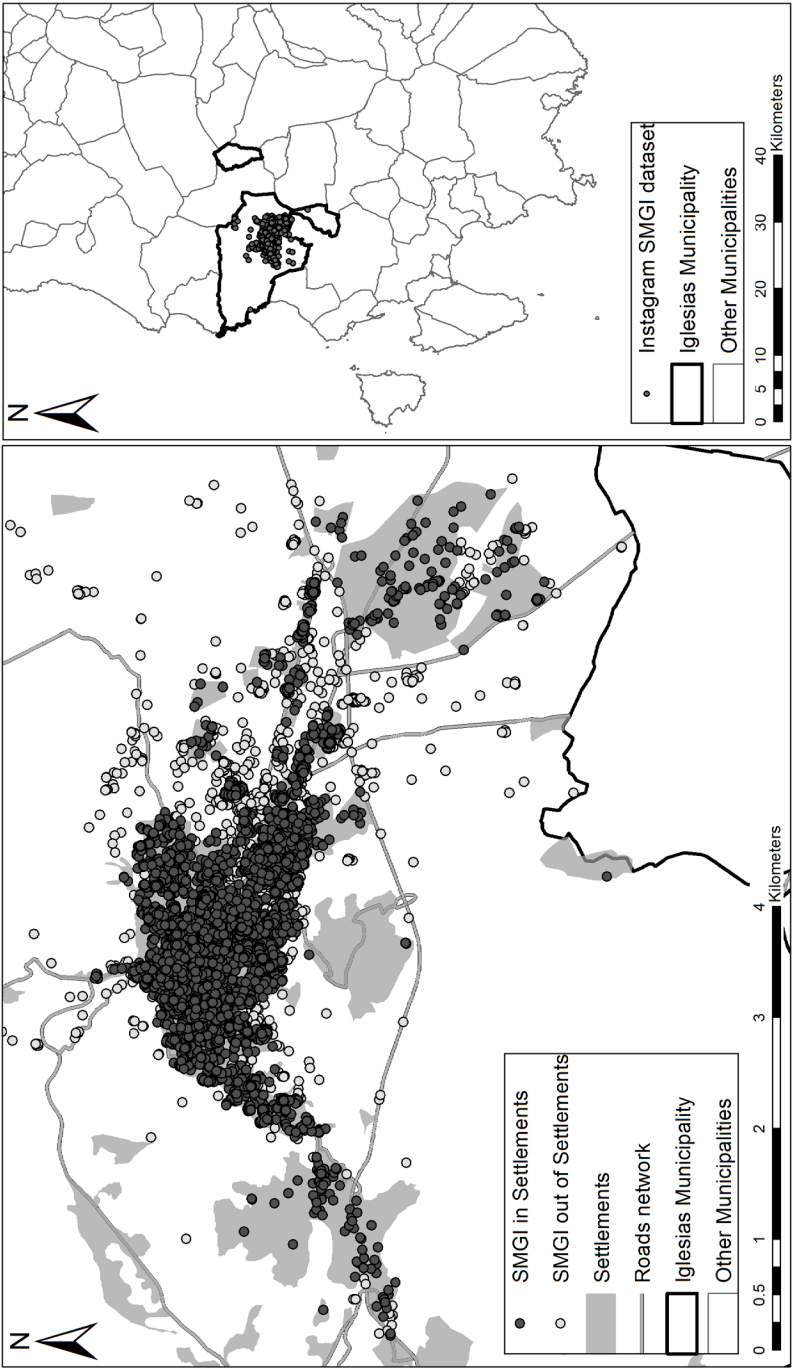 N
SMGI in Settlements
SMGI out of Settlements
Settlements
Roads network
Iglesias Municipality
Other Municipalities
0 0.5 1 2 3 4
Kilometers
N
Instagram SMGI dataset
Iglesias Municipality
Other Municipalities
0 5 10 20 30 40
Kilometers